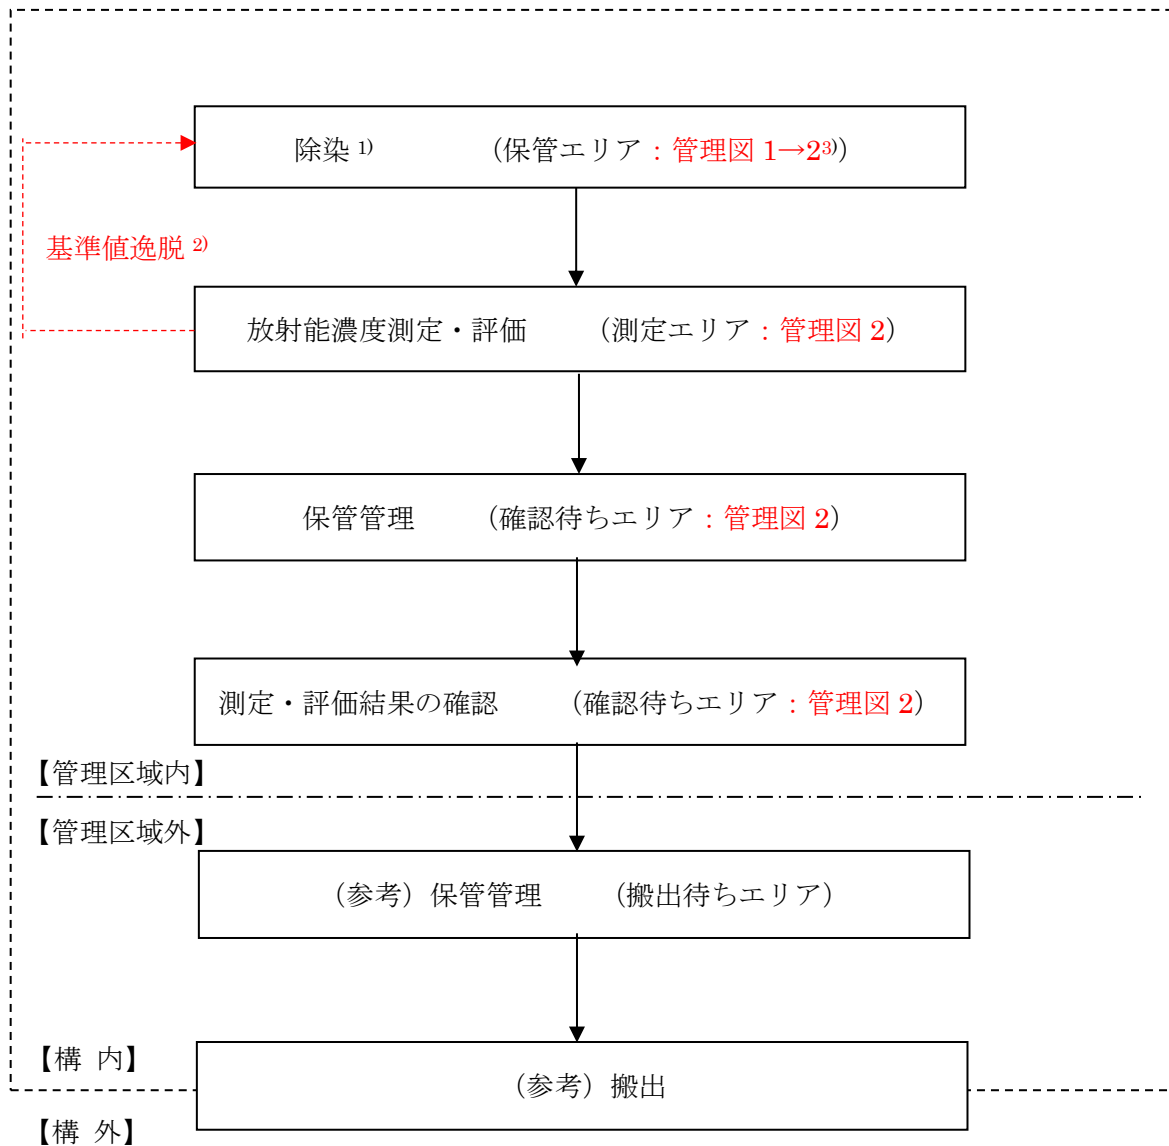 除染 1) （保管エリア：管理図 1→23)）
基準値逸脱 2)
放射能濃度測定・評価 （測定エリア：管理図 2）
保管管理 （確認待ちエリア：管理図 2）
測定・評価結果の確認 （確認待ちエリア：管理図 2）
【管理区域内】
【管理区域外】
（参考）保管管理 （搬出待ちエリア）
【構 内】
（参考）搬出
【構 外】